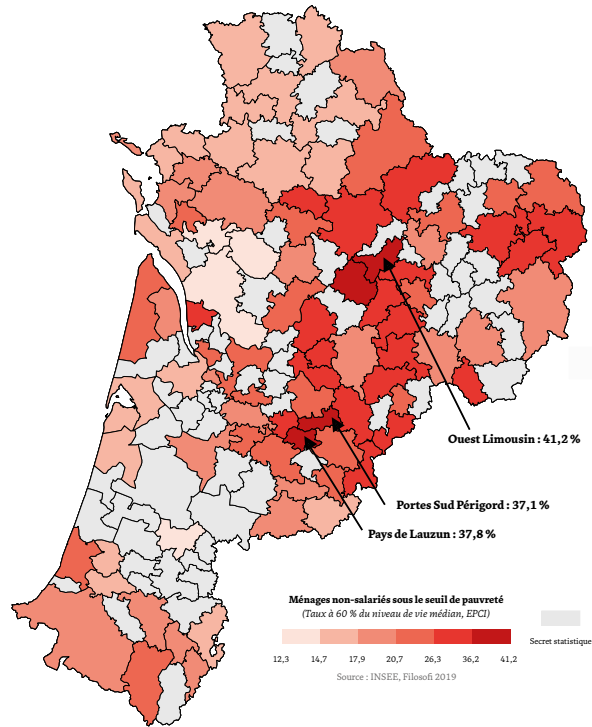 Ouest Limousin : 41,2 %
Portes Sud Périgord : 37,1 %
Pays de Lauzun : 37,8 %
Ménages non-salariés sous le seuil de pauvreté
(Taux à 60 % du niveau de vie médian, EPCI)
Secret statistique
12,3 14,7 17,9 20,7 26,3 36,2 41,2
Source : INSEE, Filosofi 2019